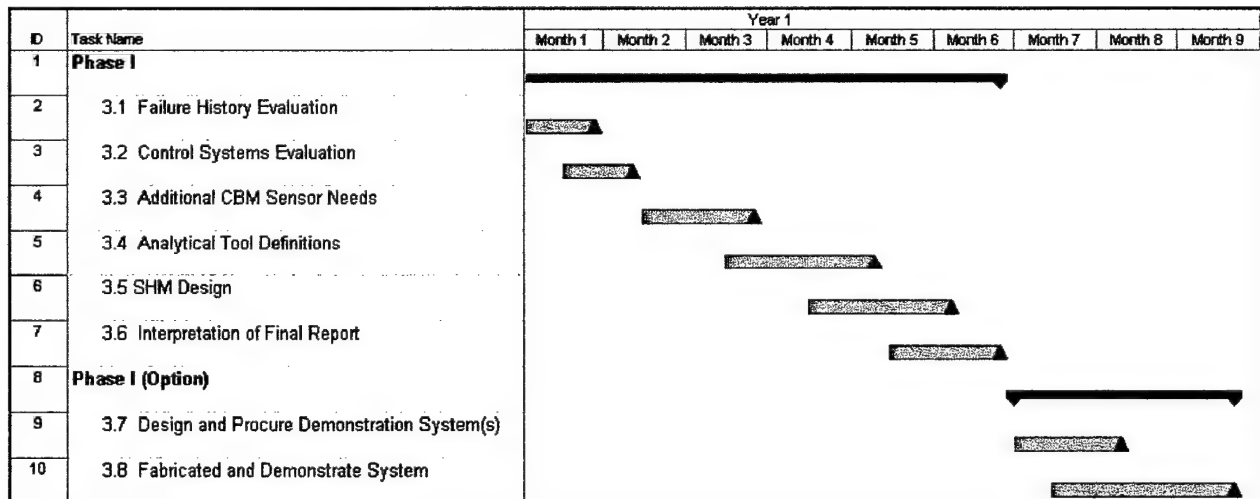 Year 1
ID Task Name Month 1 Month 2 Month 3 Month 4 Month 5 Month 6 Month 7 Month 8 Month 9
1 Phase I
2 3.1 Failure History Evaluation
3 3.2 Control Systems Evaluation
4 3.3 Additional CBM Sensor Needs
5 3.4 Analytical Tool Definitions
6 3.5 SHM Design
7 3.6 Interpretation of Final Report
8 Phase I (Option)
9 3.7 Design and Procure Demonstration System(s)
10 3.8 Fabricated and Demonstrate System